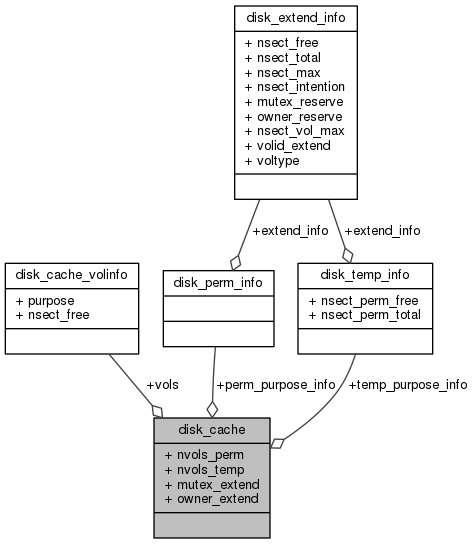 disk_extend_info
+ nsect_free
+ nsect_total
+ nsect_max
+ nsect_intention
+ mutex_reserve
+ owner_reserve
+ nsect_vol_max
+ volid_extend
+ voltype
+extend_info
+extend_info
disk_cache_volinfo
+ purpose
+ nsect_free
disk_perm_info
disk_temp_info
+ nsect_perm_free
+ nsect_perm_total
+vols
+perm_purpose_info
+temp_purpose_info
disk_cache
+ nvols_perm
+ nvols_temp
+ mutex_extend
+ owner_extend